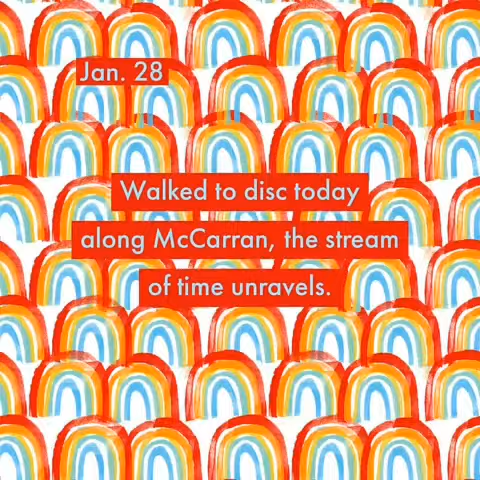 Jan. 28
Walked to disc today
along McCarran, the stream
of time unravels.